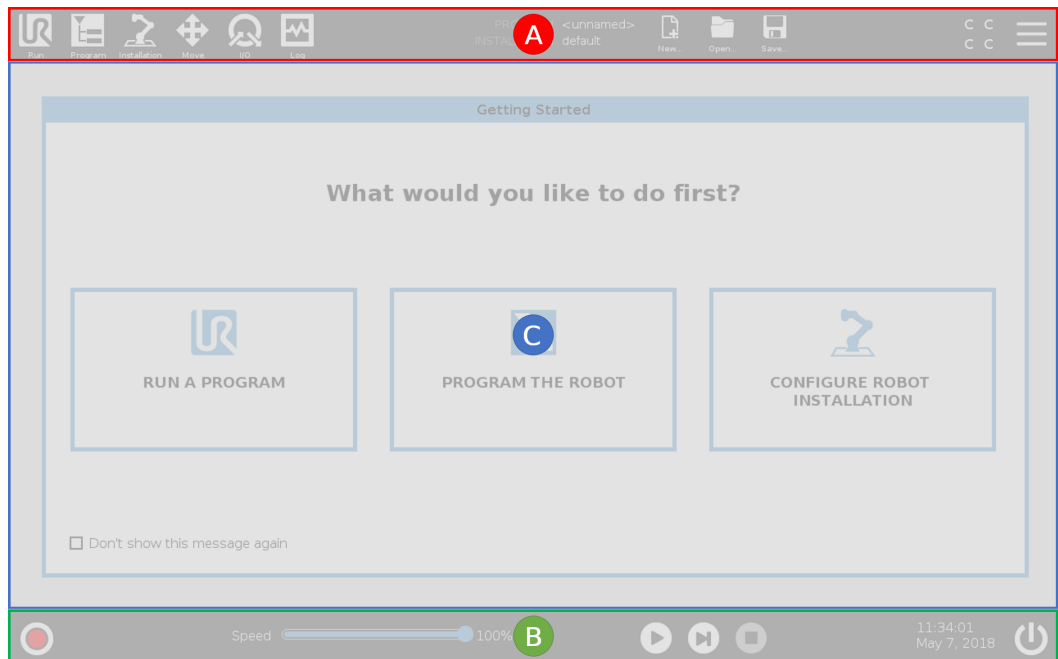 PR <unnamed>
INSTAL default
A
C C
C C
Run Program Installation Move I/O Log New... Open... Save...
Getting Started
What would you like to do first?
C
RUN A PROGRAM
PROGRAM THE ROBOT
CONFIGURE ROBOT
INSTALLATION
Don't show this message again
Speed 100% B
11:34:01
May 7, 2018